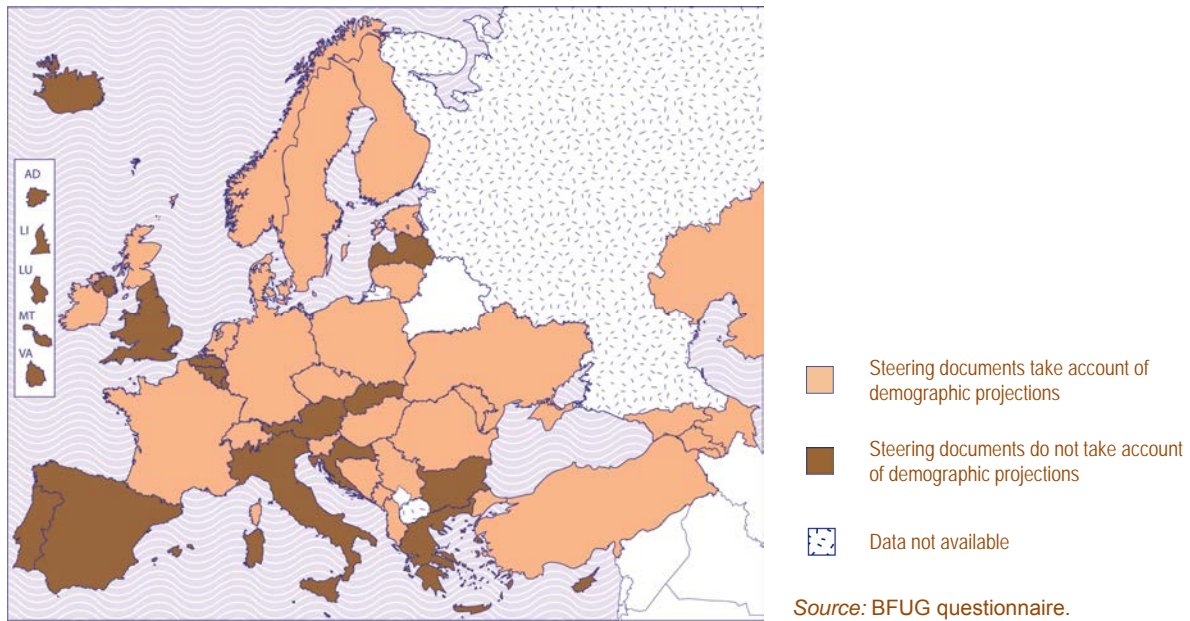 AD
LI
LU
MT
VA
Steering documents take account of
demographic projections
Steering documents do not take account
of demographic projections
Data not available
Source: BFUG questionnaire.